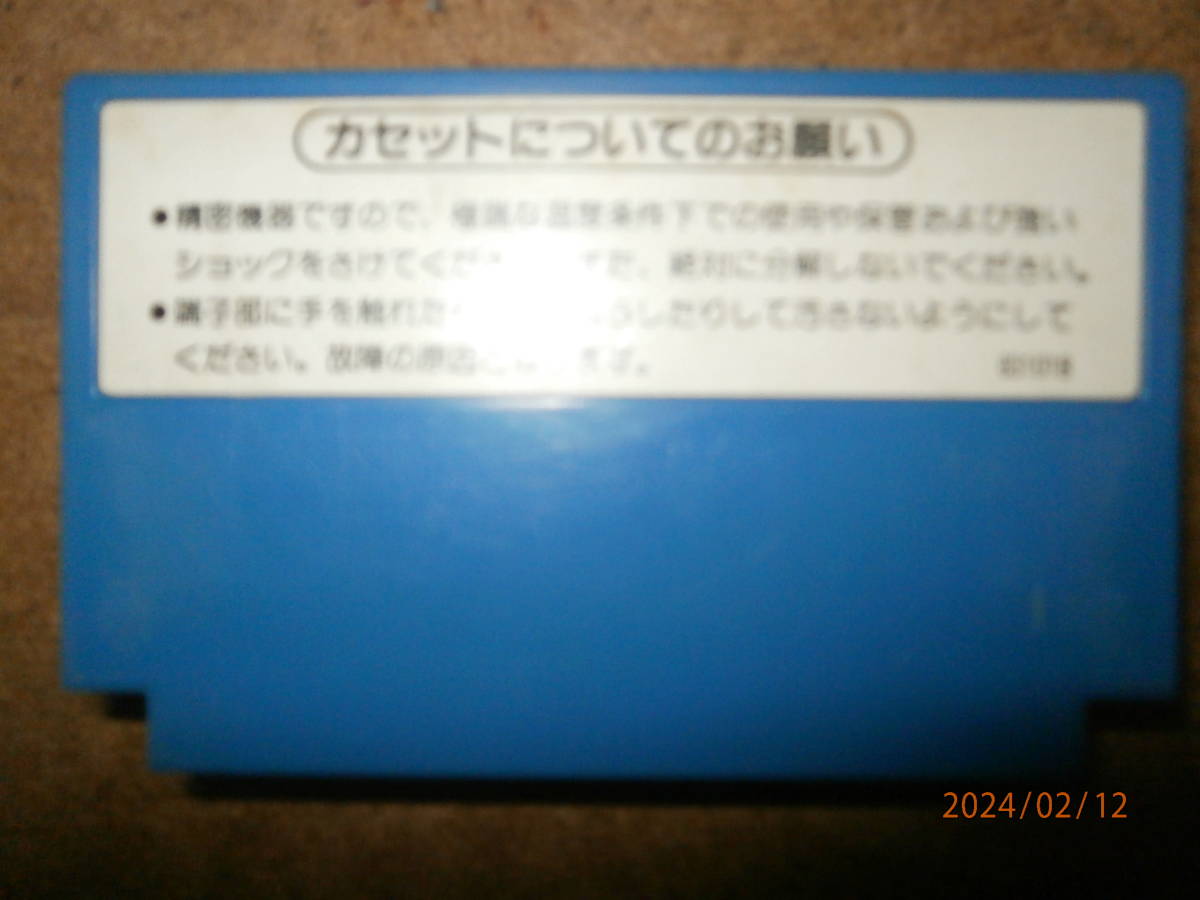 カセットについてのお願い
●精密機器ですので、極端な温度条件下での使用や保管および強い
ショックをさけてくだ た、絶対に分解しないでください。
●端子部に手を触れた らしたりして汚さないようにして
ください。故障の原因と ます。
2024/02/12